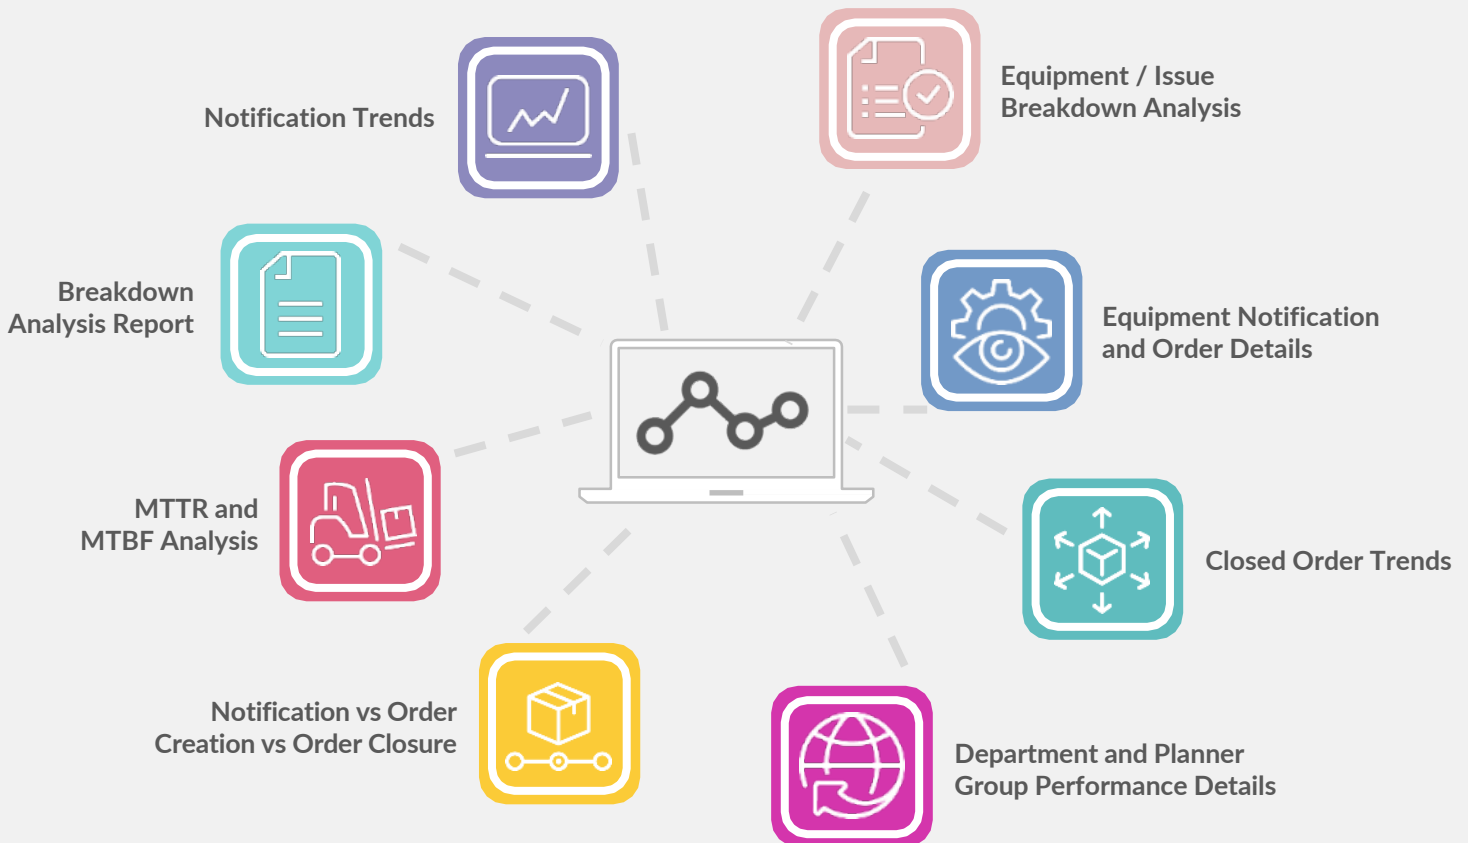 Notification Trends
Equipment / Issue
Breakdown Analysis
Breakdown
Analysis Report
Equipment Notification
and Order Details
MTTR and
MTBF Analysis
Closed Order Trends
Notification vs Order
Creation vs Order Closure
Department and Planner
Group Performance Details